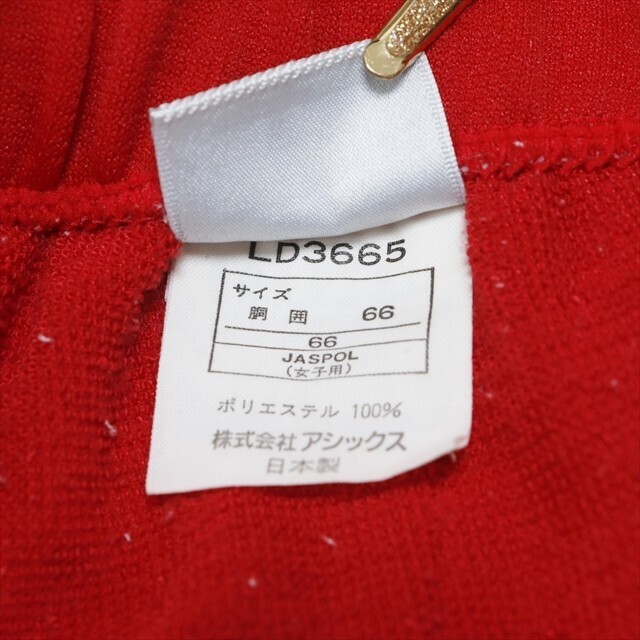 LD3665
サイズ
胴 囲 66
66
JASPOL
(女子用)
ポリエステル 100%
株式会社 アシックス
日本製